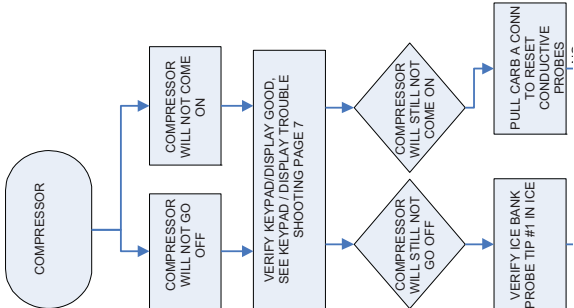 COMPRESSOR
COMPRESSOR
WILL NOT GO
OFF
COMPRESSOR
WILL NOT COME
ON
VERIFY KEYPAD/DISPLAY GOOD,
SEE KEYPAD / DISPLAY TROUBLE
SHOOTING PAGE 7
COMPRESSOR
WILL STILL NOT
GO OFF
COMPRESSOR
WILL STILL NOT
COME ON
VERIFY ICE BANK
PROBE TIP #1 IN ICE
PULL CARB A CONN
TO RESET
CONDUCTIVE
PROBES